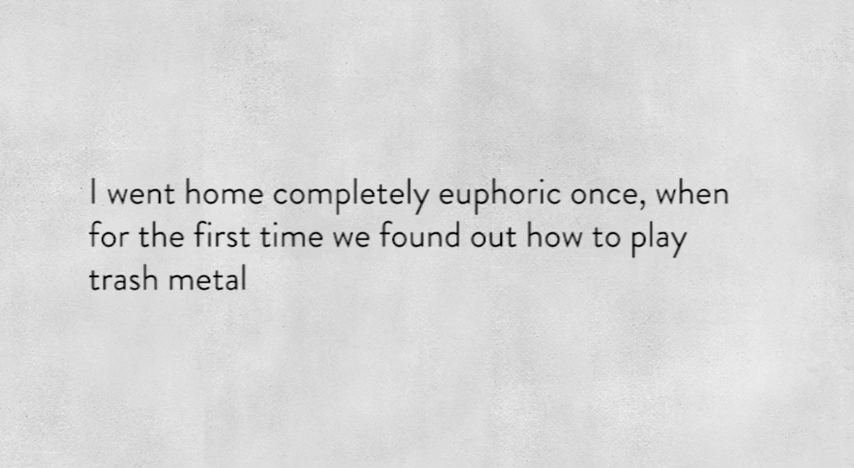 I went home completely euphoric once, when
for the first time we found out how to play
trash metal